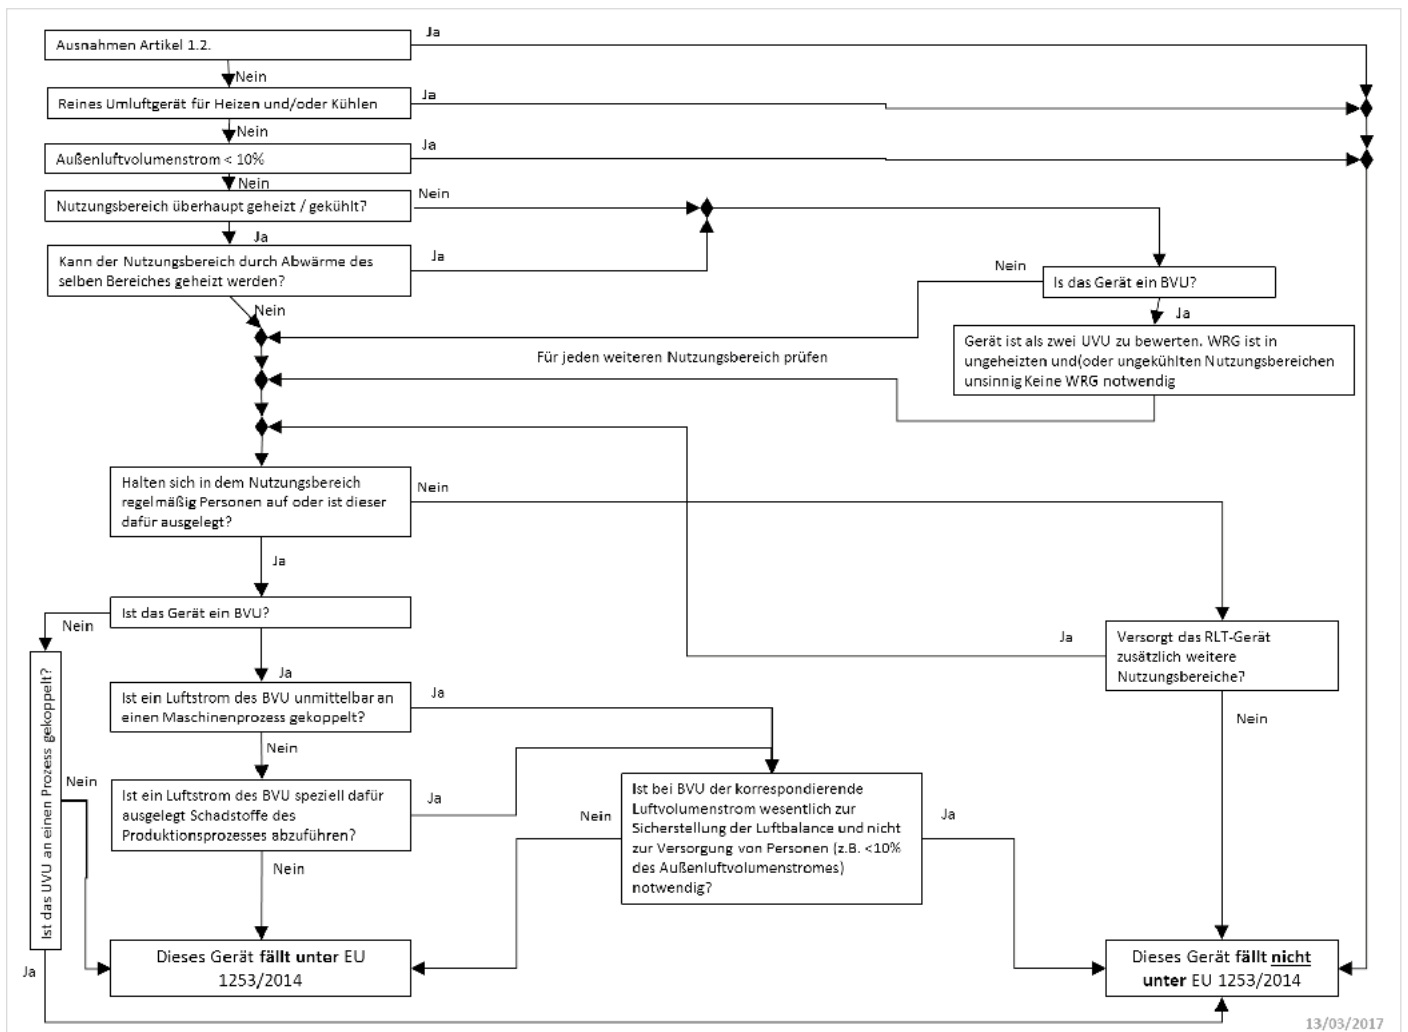 Ja
Ausnahmen Artikel 1.2.
Nein
Reines Umluftgerät für Heizen und/oder Kühlen
Ja
Nein
Außenluftvolumenstrom < 10%
Ja
Nein
Nutzungsbereich überhaupt geheizt / gekühlt?
Nein
Ja
Kann der Nutzungsbereich durch Abwärme des
selben Bereiches geheizt werden?
Ja
Nein
Nein
Is das Gerät ein BVU?
Ja
Gerät ist als zwei UVU zu bewerten. WRG ist in
ungeheizten und(oder ungekühlten Nutzungsbereichen
unsinnig Keine WRG notwendig
Für jeden weiteren Nutzungsbereich prüfen
Halten sich in dem Nutzungsbereich
regelmäßig Personen auf oder ist dieser
dafür ausgelegt?
Nein
Ja
Ist das Gerät ein BVU?
Nein
Ja
Ist das UVU an einen Prozess gekoppelt?
Nein
Ja
Versorgt das RLT-Gerät
zusätzlich weitere
Nutzungsbereiche?
Ja
Nein
Ist ein Luftstrom des BVU unmittelbar an
einen Maschinenprozess gekoppelt?
Ja
Nein
Ist ein Luftstrom des BVU speziell dafür
ausgelegt Schadstoffe des
Produktionsprozesses abzuführen?
Ja
Nein
Ist bei BVU der korrespondierende
Luftvolumenstrom wesentlich zur
Sicherstellung der Luftbalance und nicht
zur Versorgung von Personen (z.B. <10%
des Außenluftvolumenstromes)
notwendig?
Nein
Ja
Dieses Gerät fällt unter EU
1253/2014
Dieses Gerät fällt nicht
unter EU 1253/2014
13/03/2017